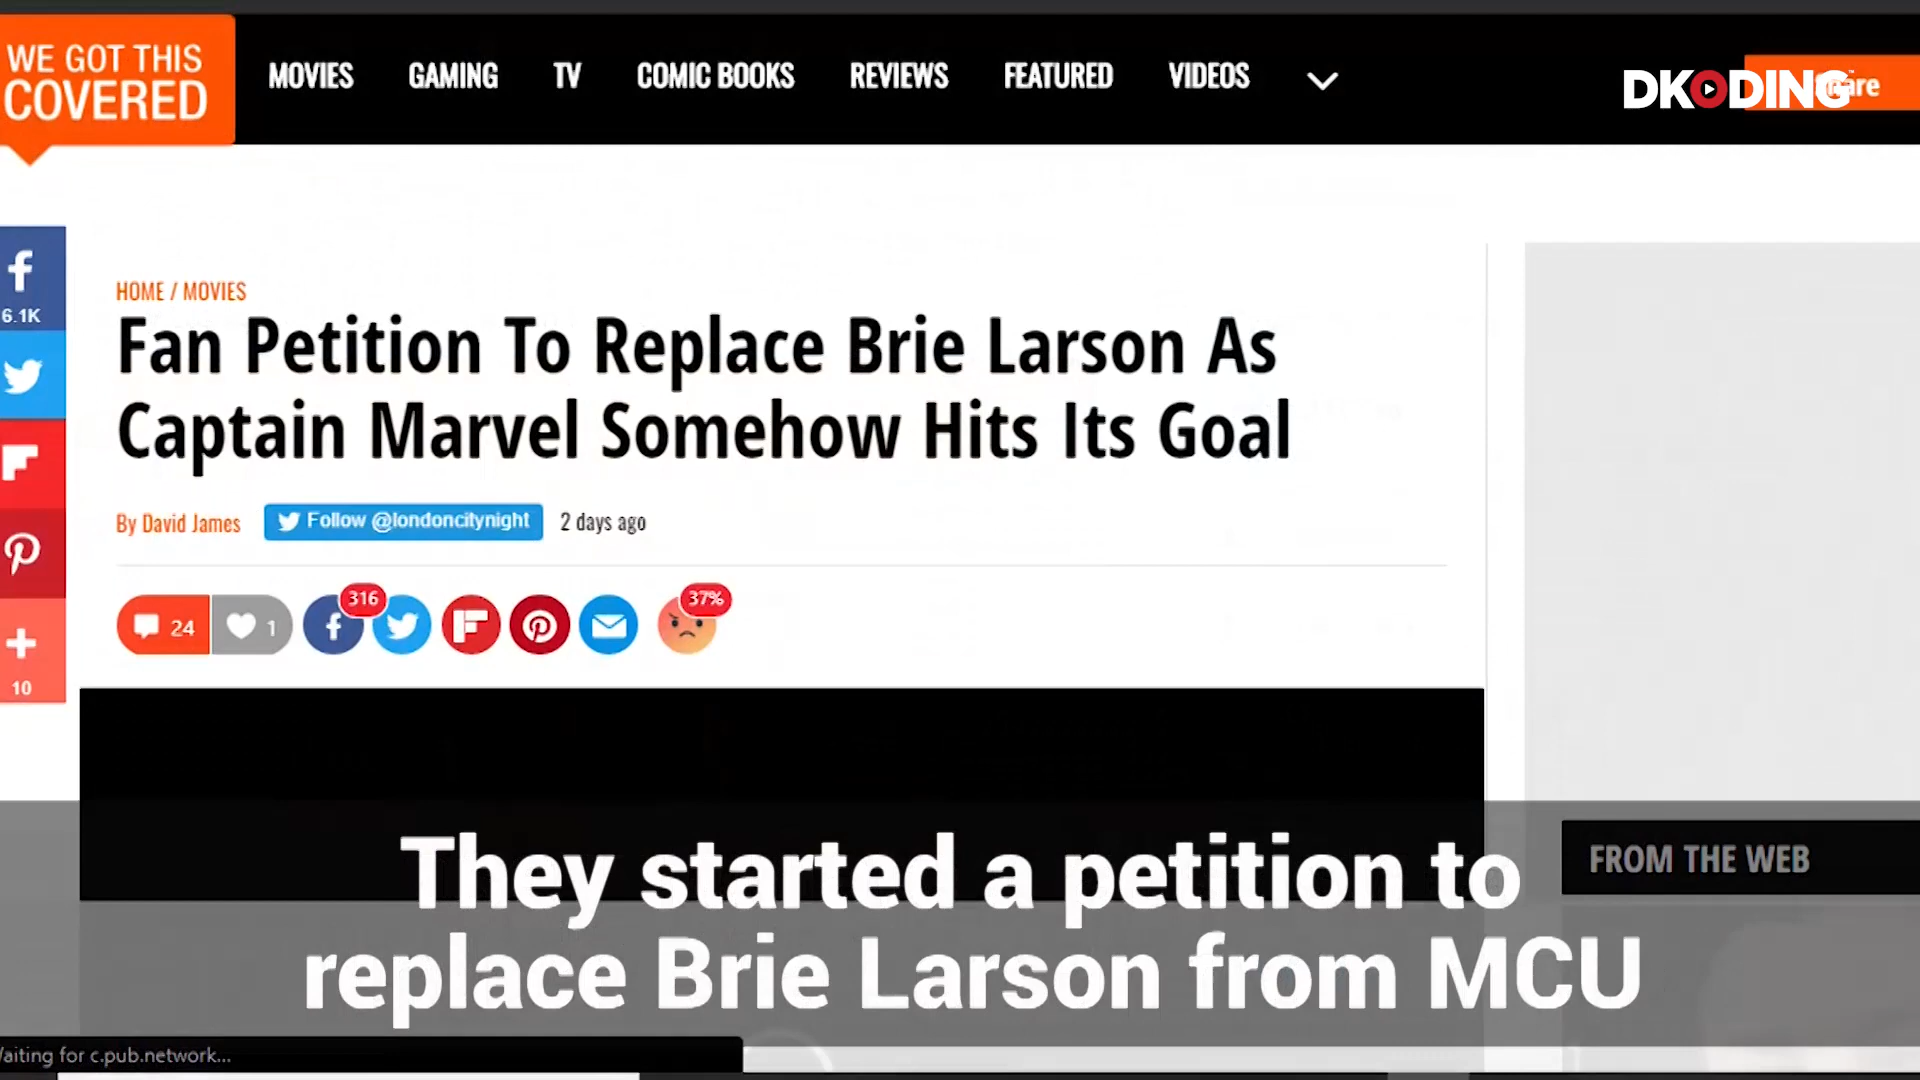 WE GOT THIS
COVERED
MOVIES GAMING TV COMIC BOOKS REVIEWS FEATURED VIDEOS
DKODING
6.1K
HOME / MOVIES
Fan Petition To Replace Brie Larson As
Captain Marvel Somehow Hits Its Goal
By David James Follow @londoncitynight 2 days ago
24 1 316 37%
10
They started a petition to
replace Brie Larson from MCU
FROM THE WEB
aiting for c.pub.network...